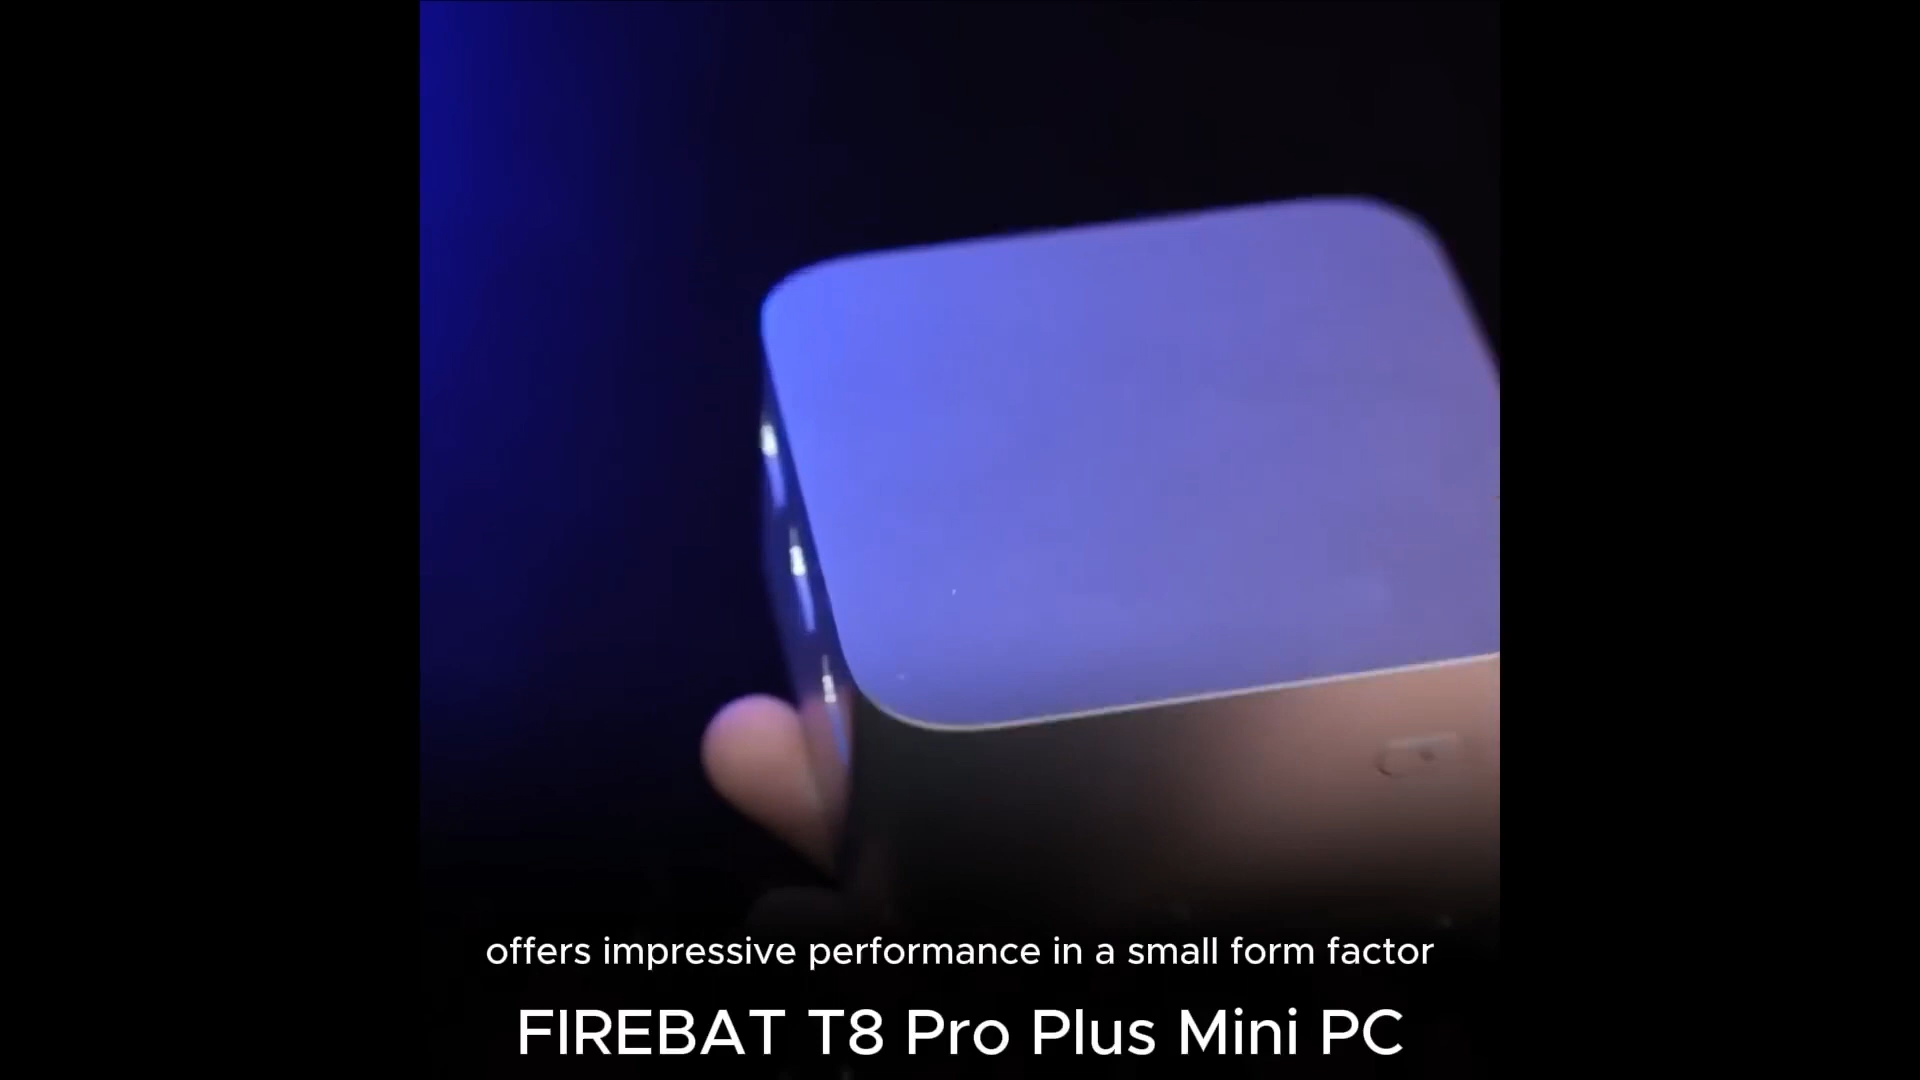 offers impressive performance in a small form factor
FIREBAT T8 Pro Plus Mini PC